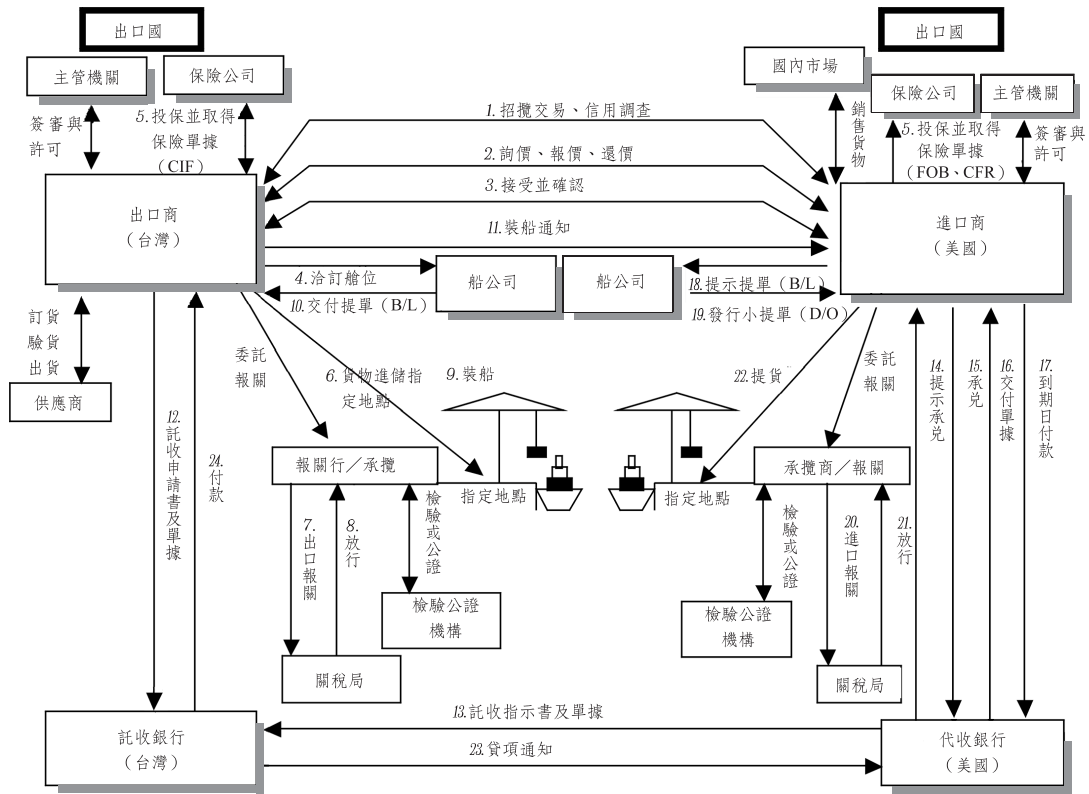 出口國
出口國
主管機關
保險公司
國內市場
保險公司
主管機關
簽審與
許可
5.投保並取得
保險單據
(CIF)
1.招攬交易、信用調查
2.詢價、報價、還價
3.接受並確認
11.裝船通知
銷售貨物
5.投保並取得
保險單據
(FOB、CFR)
簽審與
許可
出口商
(台灣)
進口商
(美國)
4.洽訂艙位
10.交付提單(B/L)
船公司
船公司
18.提示提單(B/L)
19.發行小提單(D/O)
訂貨
驗貨
出貨
供應商
委託
報關
6.貨物進儲指
定地點
9.裝船
22.提貨
委託
報關
14.提示承兌
15.承兌
16.交付單據
17.到期日付款
12.託收申請書及單據
24.付款
報關行/承攬
指定地點
指定地點
承攬商/報關
7.出口報關
8.放行
檢驗或公證
檢驗或公證
20.進口報關
21.放行
檢驗公證
機構
檢驗公證
機構
關稅局
關稅局
13.託收指示書及單據
23.貸項通知
託收銀行
(台灣)
代收銀行
(美國)